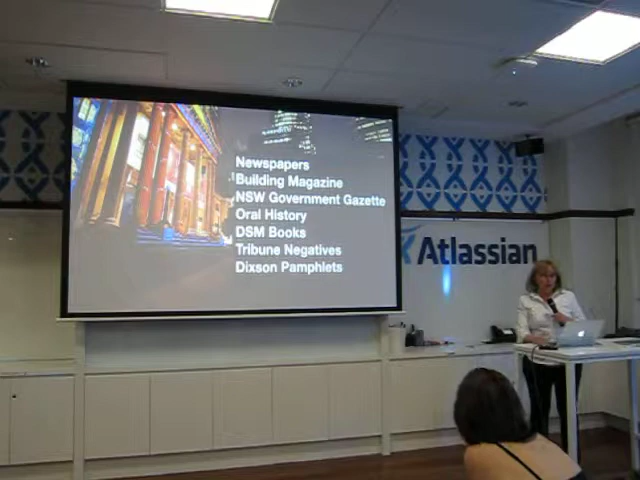 Newspapers
Building Magazine
NSW Government Gazette
Oral History
DSM Books
Tribune Negatives
Dixson Pamphlets
Atlassian